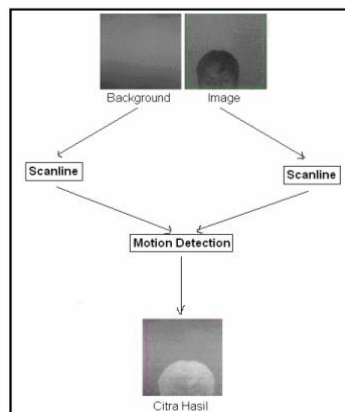 Background Image
Scanline
Scanline
Motion Detection
Citra Hasil